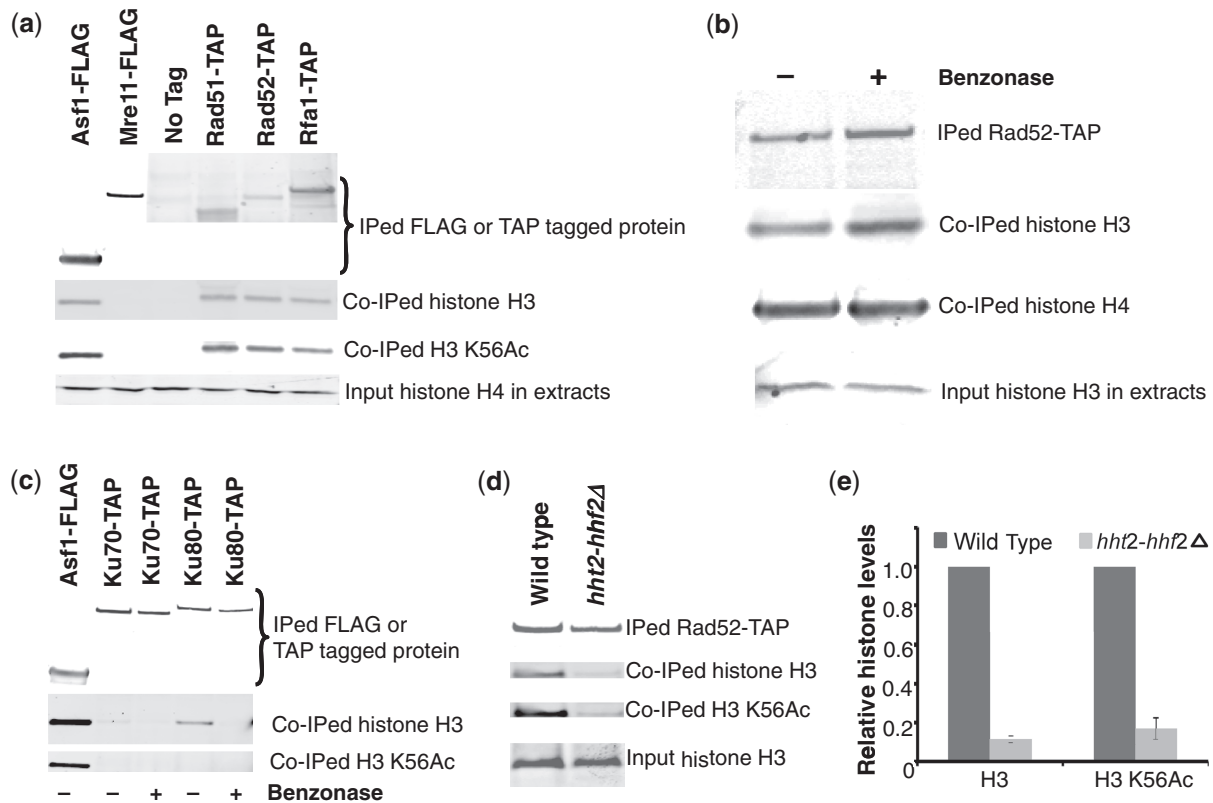 (a)
Asf1-FLAG
Mre11-FLAG
No Tag
Rad51-TAP
Rad52-TAP
Rfa1-TAP
IPed FLAG or TAP tagged protein
Co-IPed histone H3
Co-IPed H3 K56Ac
Input histone H4 in extracts
(b)
– + Benzonase
IPed Rad52-TAP
Co-IPed histone H3
Co-IPed histone H4
Input histone H3 in extracts
(c)
Asf1-FLAG
Ku70-TAP
Ku70-TAP
Ku80-TAP
Ku80-TAP
IPed FLAG or
TAP tagged protein
Co-IPed histone H3
Co-IPed H3 K56Ac
– – + – + Benzonase
(d)
Wild type
hht2-hhf2Δ
IPed Rad52-TAP
Co-IPed histone H3
Co-IPed H3 K56Ac
Input histone H3
(e)
Relative histone levels
Wild Type hht2-hhf2Δ
1.0
0.8
0.6
0.4
0.2
0
H3 H3 K56Ac